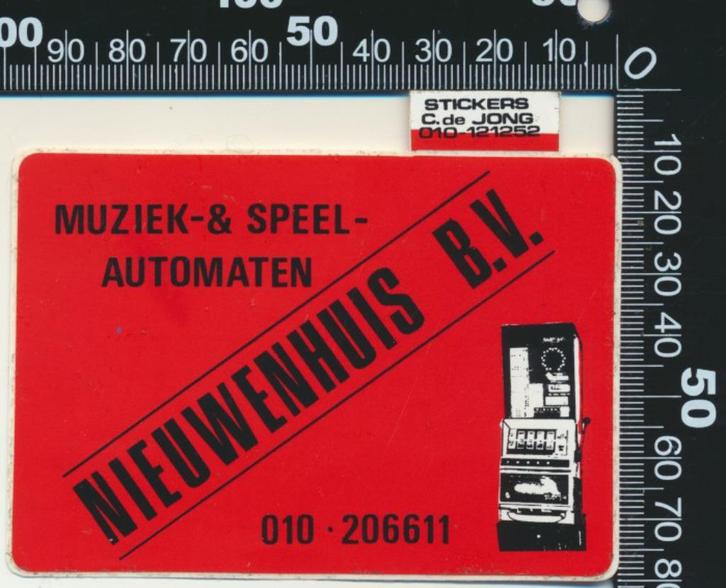 100 50
00 90 80 70 60 50 40 30 20 10 0
STICKERS
C. de JONG
010-121252
MUZIEK-& SPEEL-
AUTOMATEN
NIEUWENHUIS B.V.
010·206611
10
20
30
40
50
60
70
80